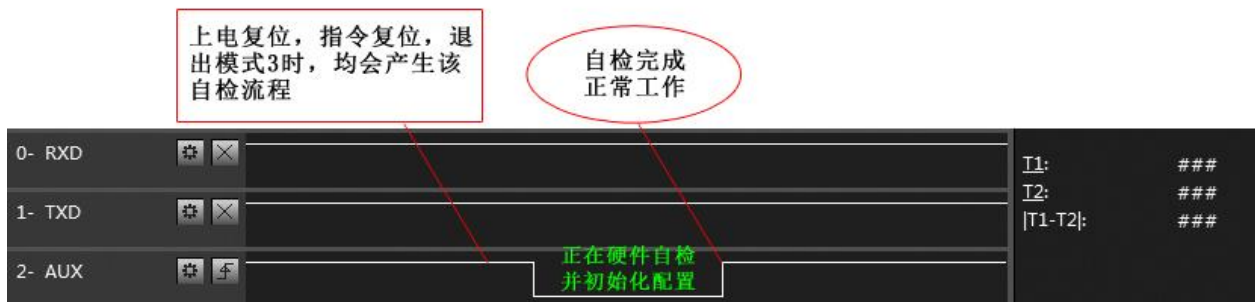 上电复位，指令复位，退
出模式3时，均会产生该
自检流程
自检完成
正常工作
0- RXD
T1: ###
T2: ###
1- TXD
|T1-T2|: ###
正在硬件自检
2- AUX
并初始化配置